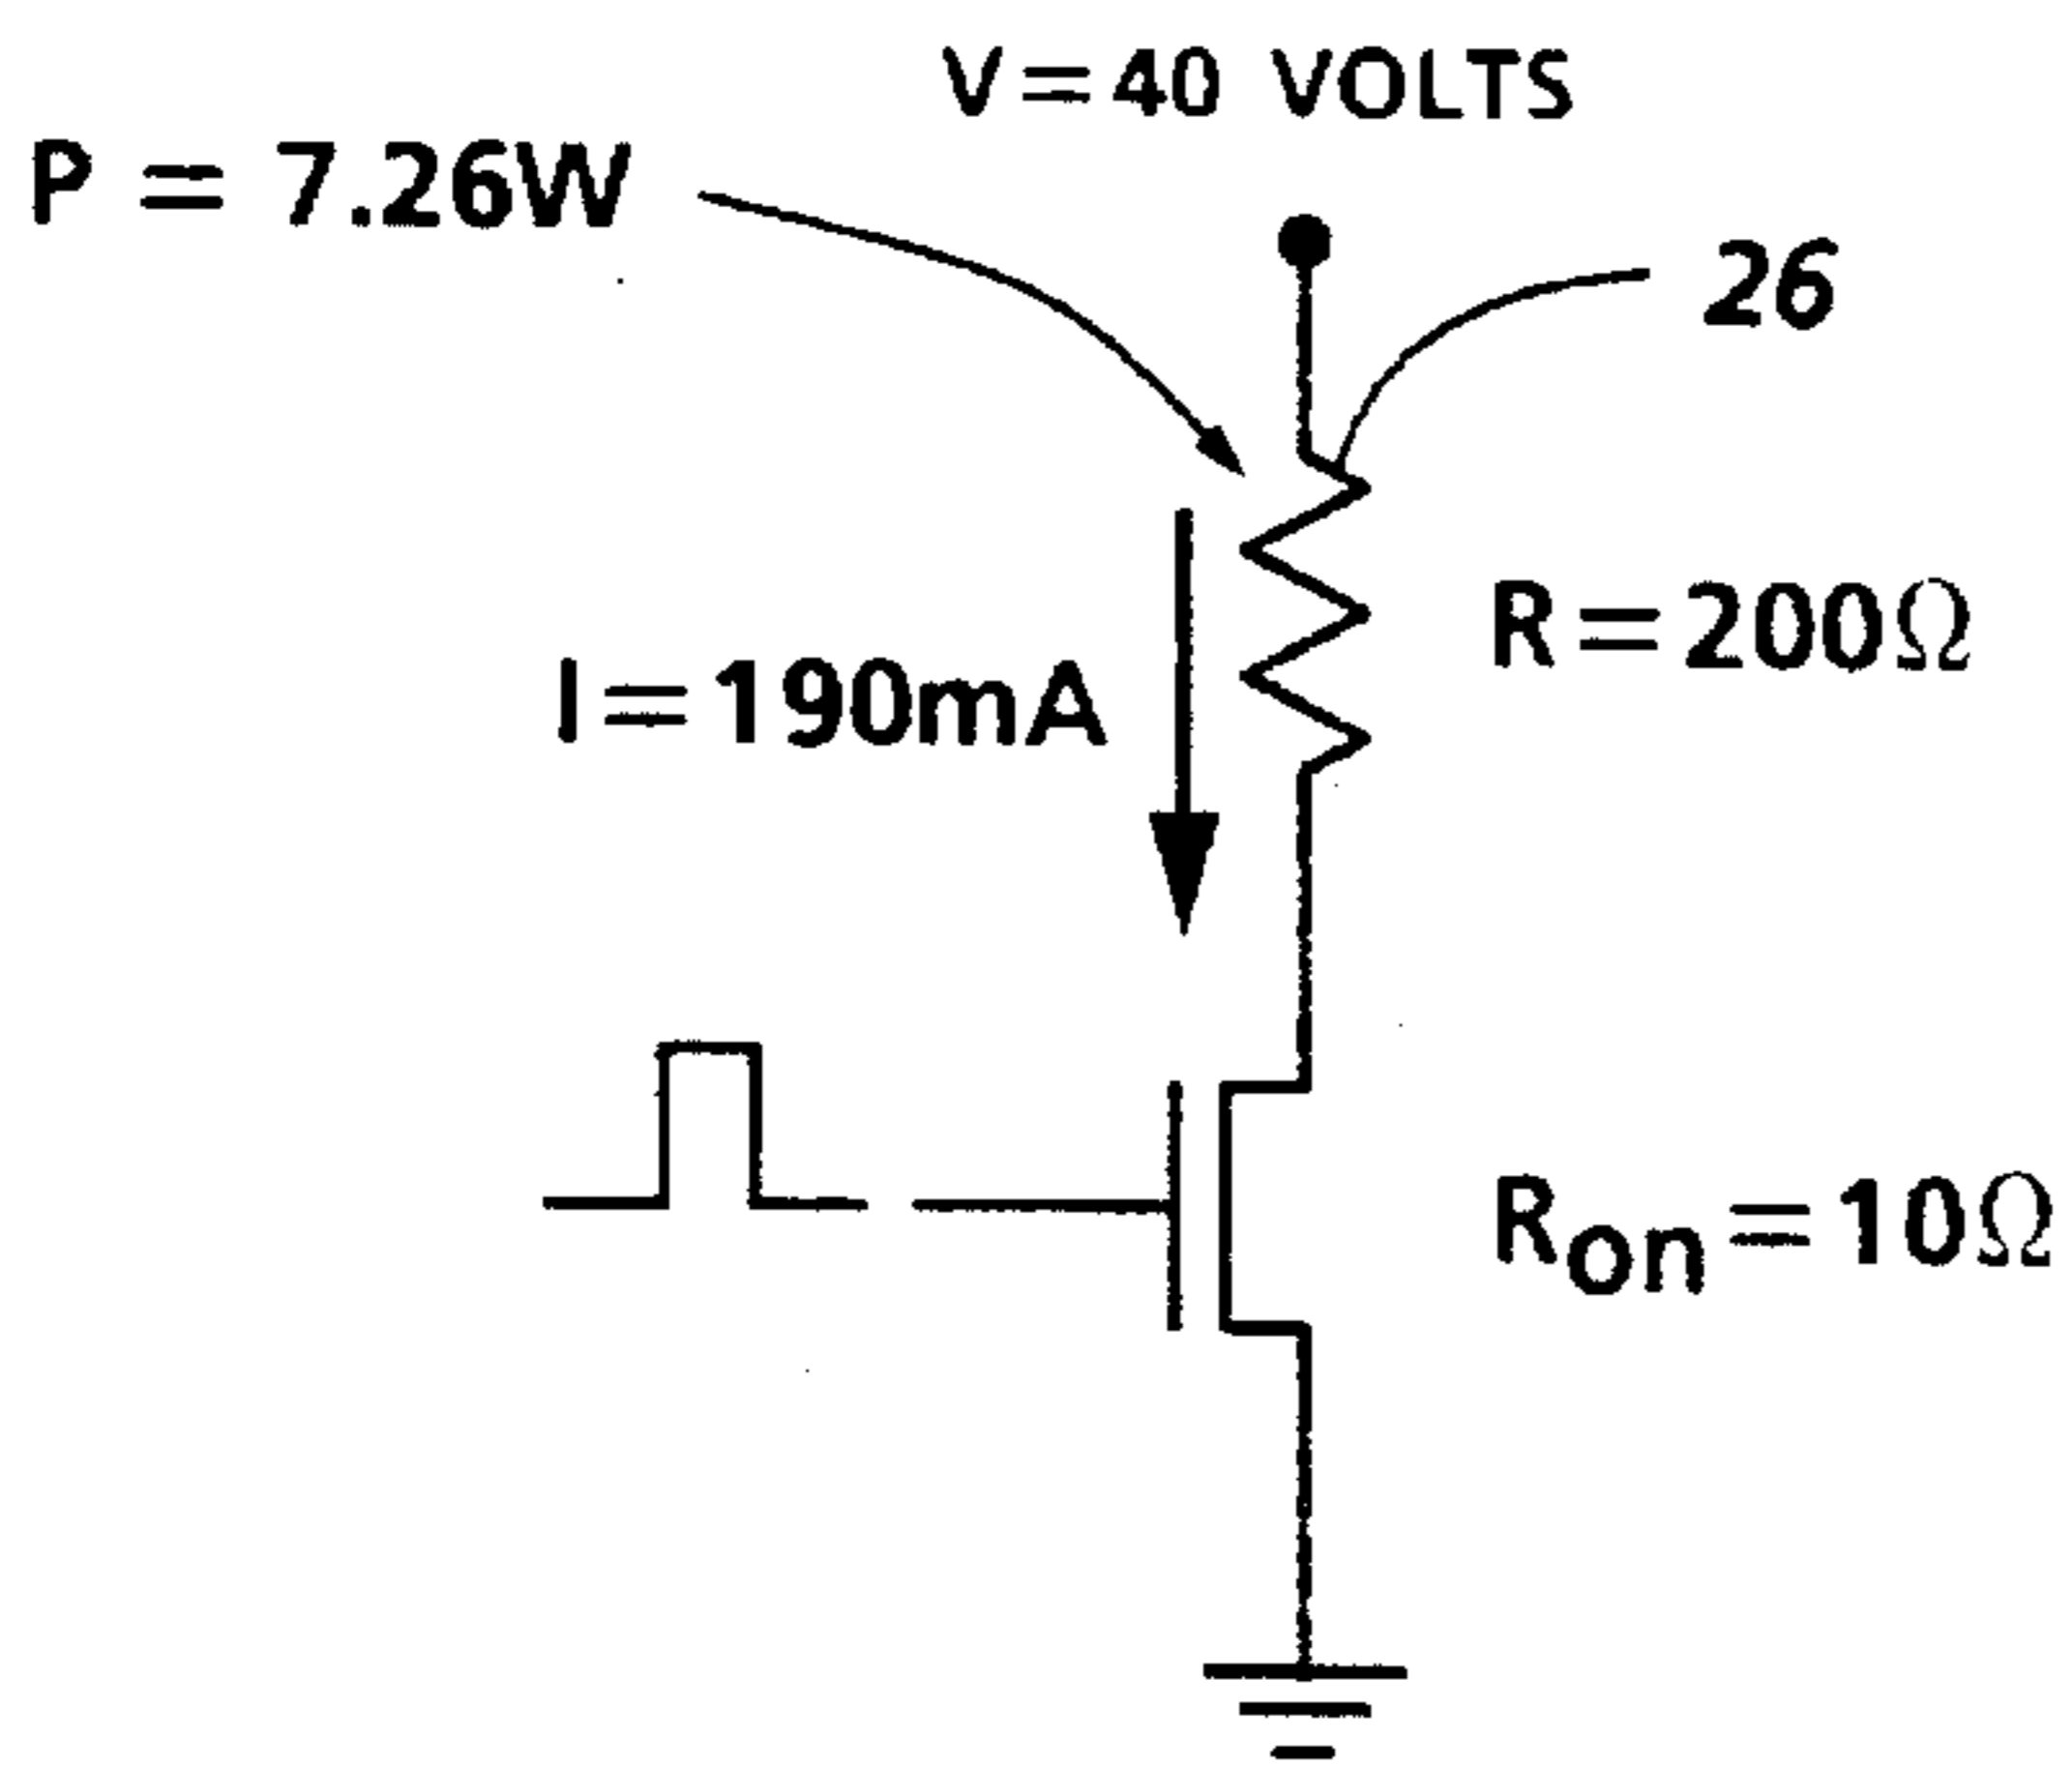 V=40 VOLTS
P = 7.26W
26
R=200Ω
I=190mA
Ron=10Ω